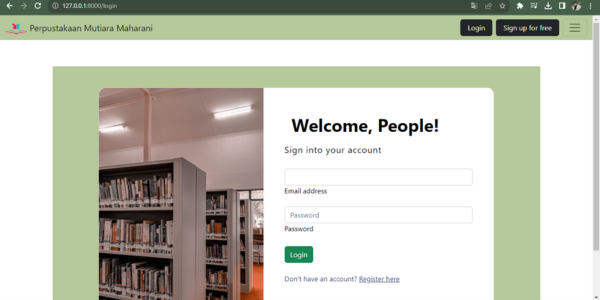 127.0.0.1:8000/login
Perpustakaan Mutiara Maharani
Login
Sign up for free
Welcome, People!
Sign into your account
Email address
Password
Password
Login
Don't have an account? Register here